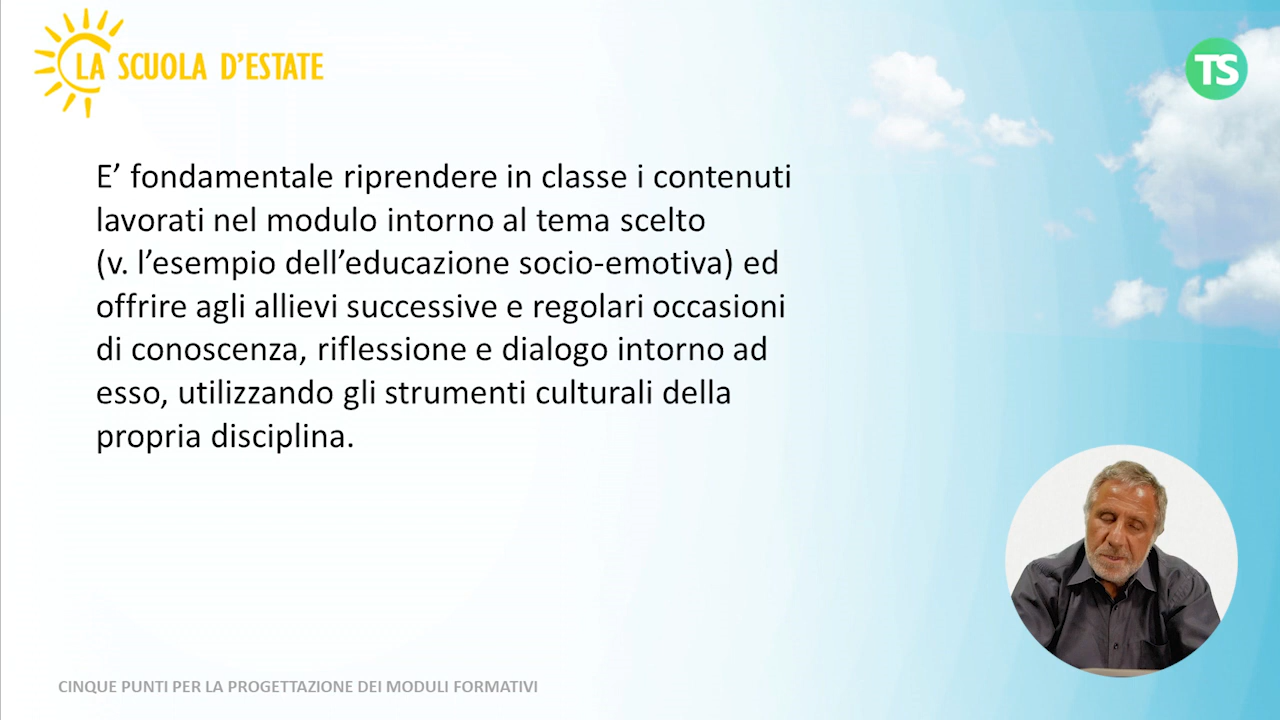 LA SCUOLA D'ESTATE
TS
E’ fondamentale riprendere in classe i contenuti
lavorati nel modulo intorno al tema scelto
(v. l’esempio dell’educazione socio-emotiva) ed
offrire agli allievi successive e regolari occasioni
di conoscenza, riflessione e dialogo intorno ad
esso, utilizzando gli strumenti culturali della
propria disciplina.
CINQUE PUNTI PER LA PROGETTAZIONE DEI MODULI FORMATIVI